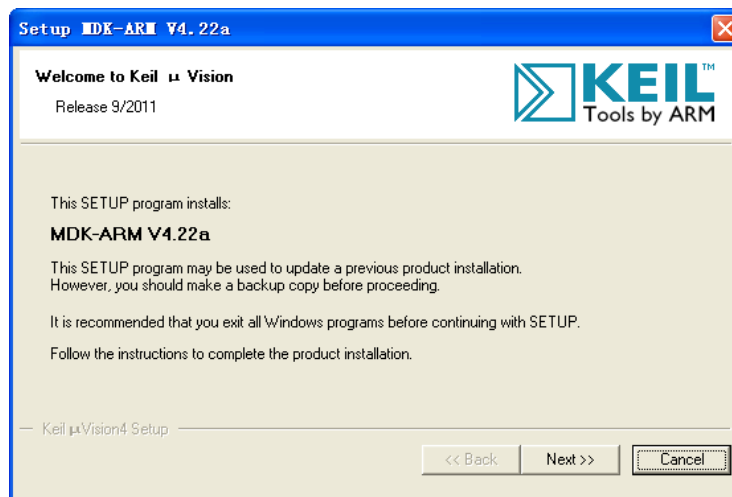 Setup MDK-ARM V4.22a
Welcome to Keil μ Vision
Release 9/2011
KEIL™
Tools by ARM
This SETUP program installs:
MDK-ARM V4.22a
This SETUP program may be used to update a previous product installation.
However, you should make a backup copy before proceeding.
It is recommended that you exit all Windows programs before continuing with SETUP.
Follow the instructions to complete the product installation.
Keil μVision4 Setup
<< Back
Next >>
Cancel